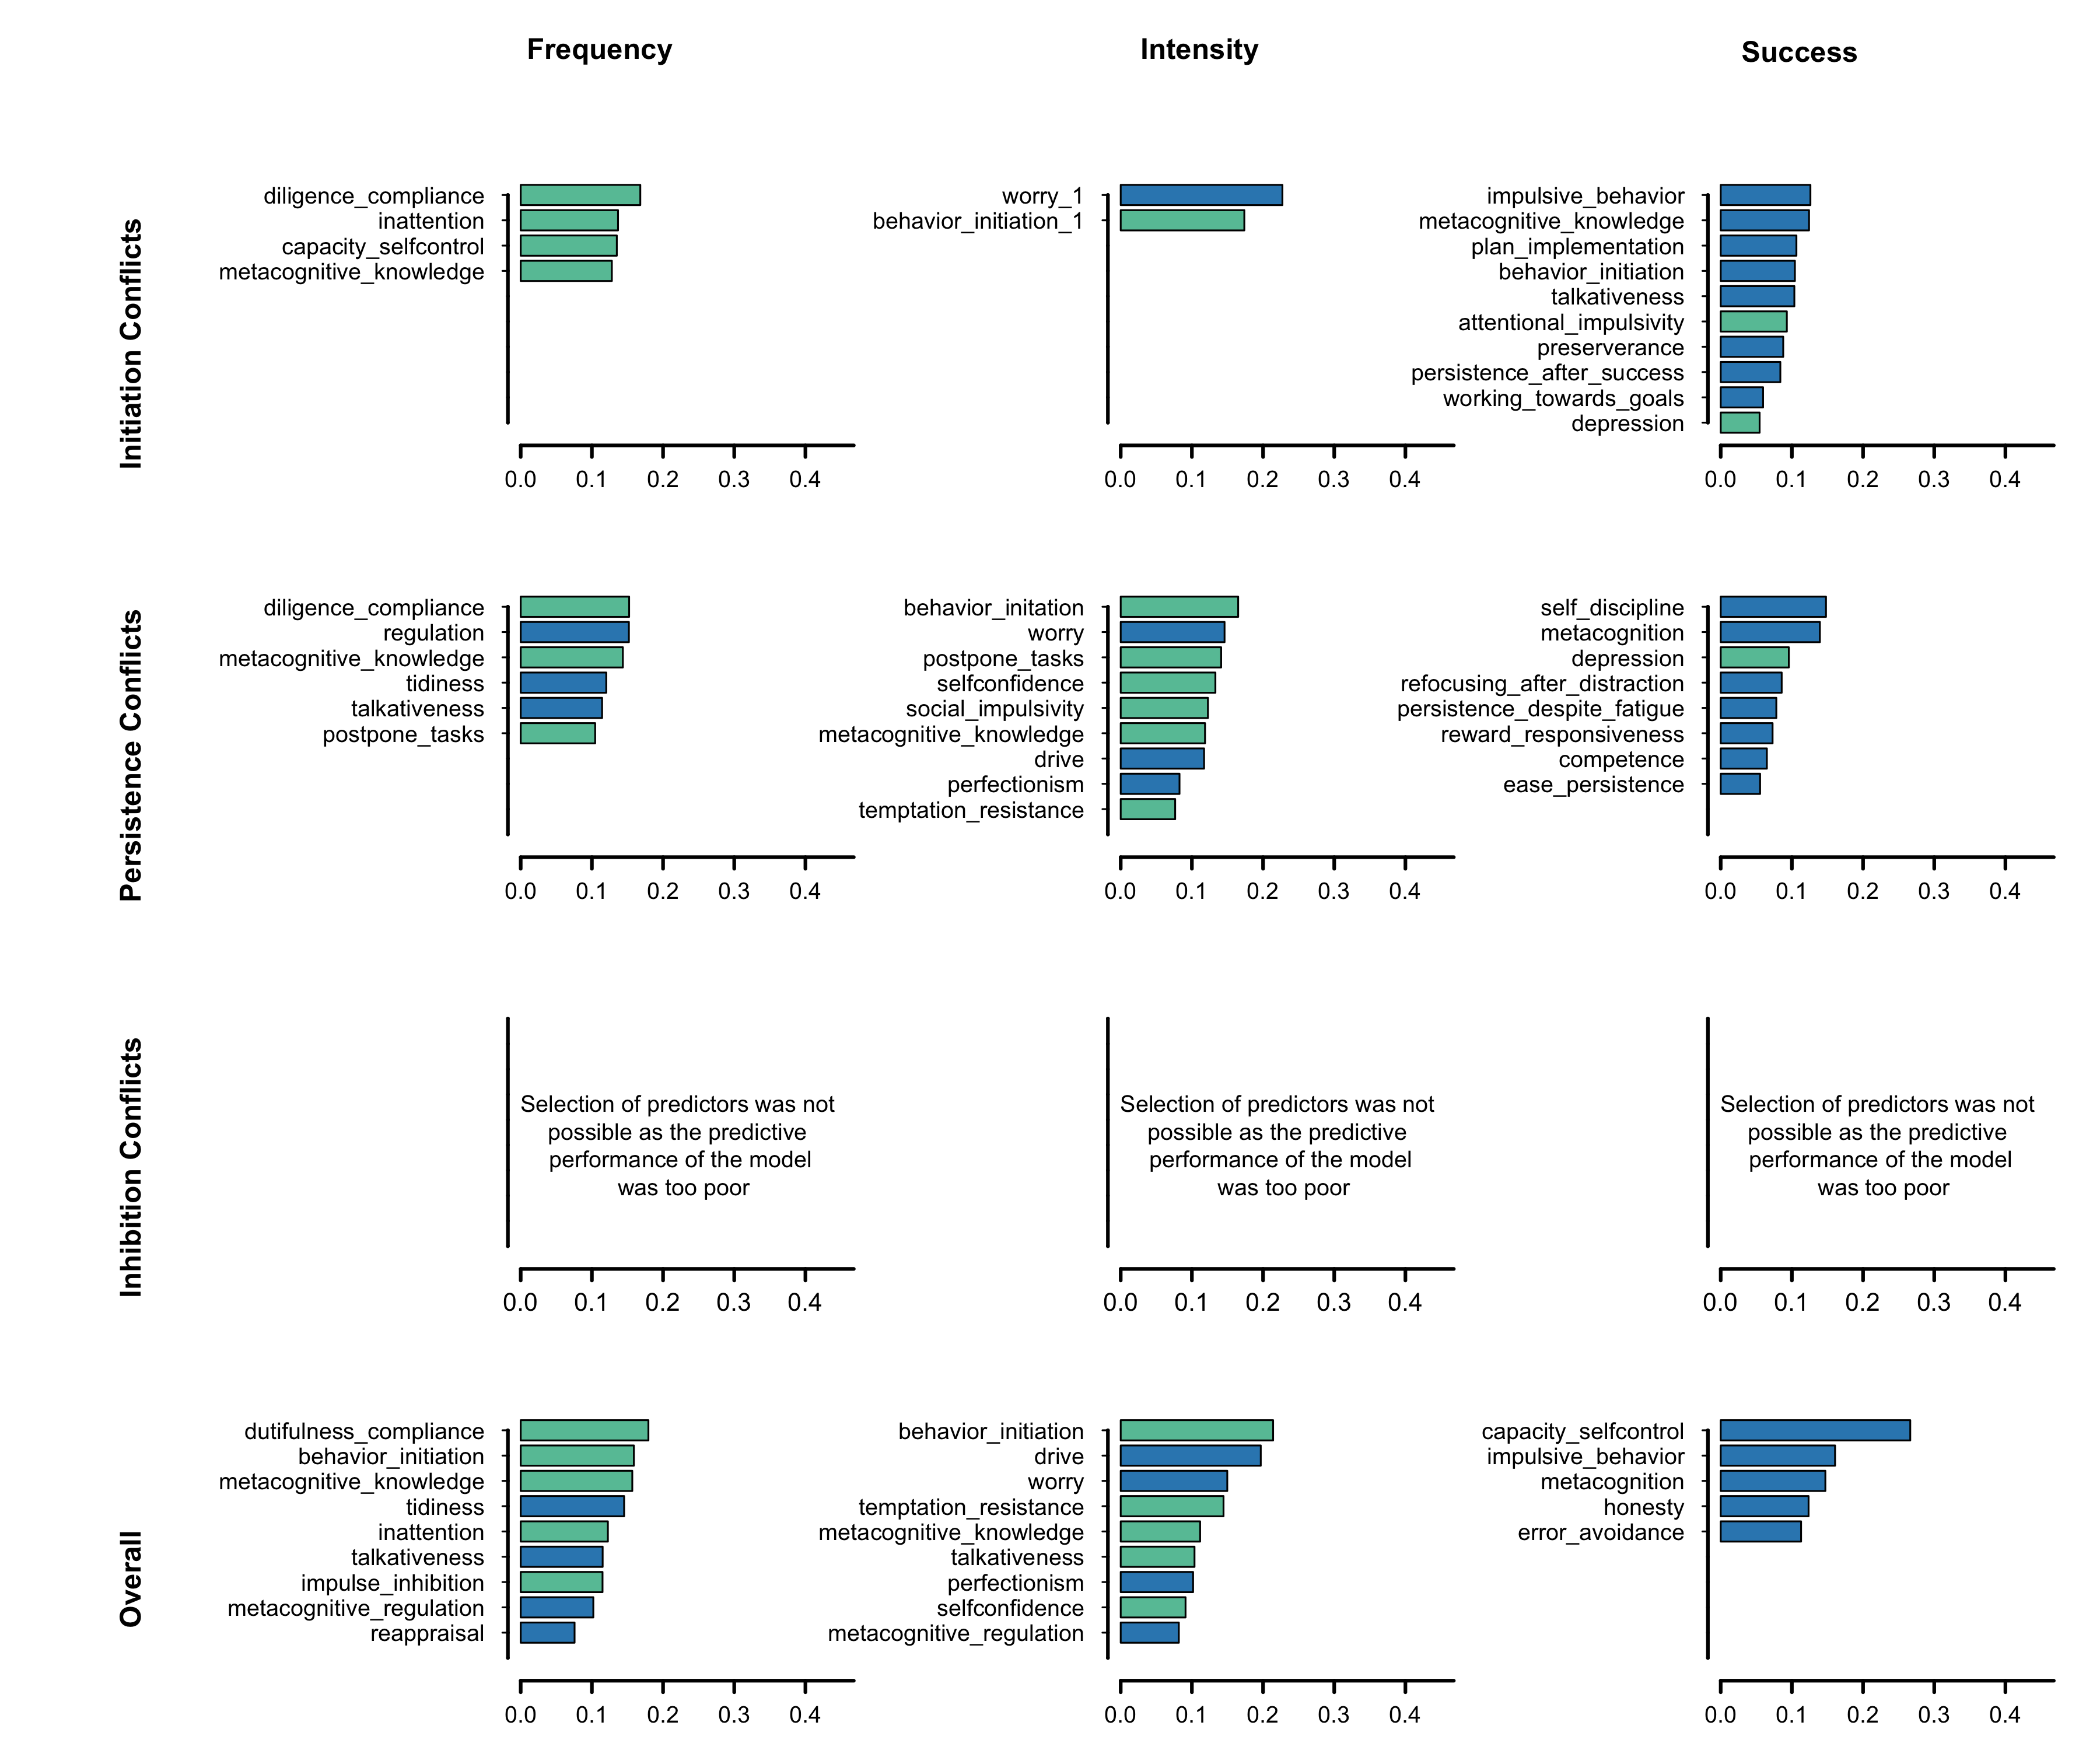 Frequency
Intensity
Success
Initiation Conflicts
diligence_compliance
inattention
capacity_selfcontrol
metacognitive_knowledge
0.0 0.1 0.2 0.3 0.4
worry_1
behavior_initiation_1
0.0 0.1 0.2 0.3 0.4
impulsive_behavior
metacognitive_knowledge
plan_implementation
behavior_initiation
talkativeness
attentional_impulsivity
preserverance
persistence_after_success
working_towards_goals
depression
0.0 0.1 0.2 0.3 0.4
Persistence Conflicts
diligence_compliance
regulation
metacognitive_knowledge
tidiness
talkativeness
postpone_tasks
0.0 0.1 0.2 0.3 0.4
behavior_initation
worry
postpone_tasks
selfconfidence
social_impulsivity
metacognitive_knowledge
drive
perfectionism
temptation_resistance
0.0 0.1 0.2 0.3 0.4
self_discipline
metacognition
depression
refocusing_after_distraction
persistence_despite_fatigue
reward_responsiveness
competence
ease_persistence
0.0 0.1 0.2 0.3 0.4
Inhibition Conflicts
Selection of predictors was not
possible as the predictive
performance of the model
was too poor
0.0 0.1 0.2 0.3 0.4
Selection of predictors was not
possible as the predictive
performance of the model
was too poor
0.0 0.1 0.2 0.3 0.4
Selection of predictors was not
possible as the predictive
performance of the model
was too poor
0.0 0.1 0.2 0.3 0.4
Overall
dutifulness_compliance
behavior_initiation
metacognitive_knowledge
tidiness
inattention
talkativeness
impulse_inhibition
metacognitive_regulation
reappraisal
0.0 0.1 0.2 0.3 0.4
behavior_initiation
drive
worry
temptation_resistance
metacognitive_knowledge
talkativeness
perfectionism
selfconfidence
metacognitive_regulation
0.0 0.1 0.2 0.3 0.4
capacity_selfcontrol
impulsive_behavior
metacognition
honesty
error_avoidance
0.0 0.1 0.2 0.3 0.4